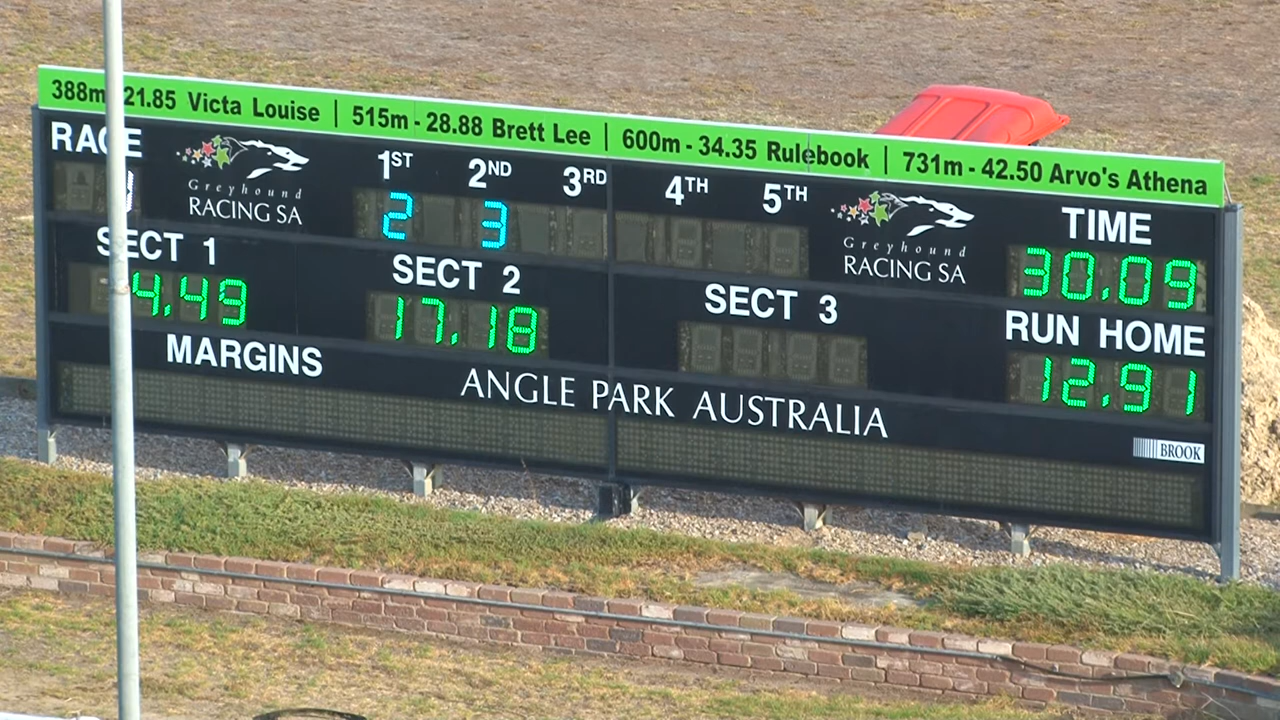 388m 21.85 Victa Louise | 515m - 28.88 Brett Lee | 600m - 34.35 Rulebook | 731m - 42.50 Arvo's Athena
RACE
Greyhound
RACING SA
1ST 2ND 3RD 4TH 5TH
2 3
Greyhound
RACING SA
TIME
30.09
SECT 1
4.49
SECT 2
17.18
SECT 3
RUN HOME
12.91
MARGINS
ANGLE PARK AUSTRALIA
BROOK